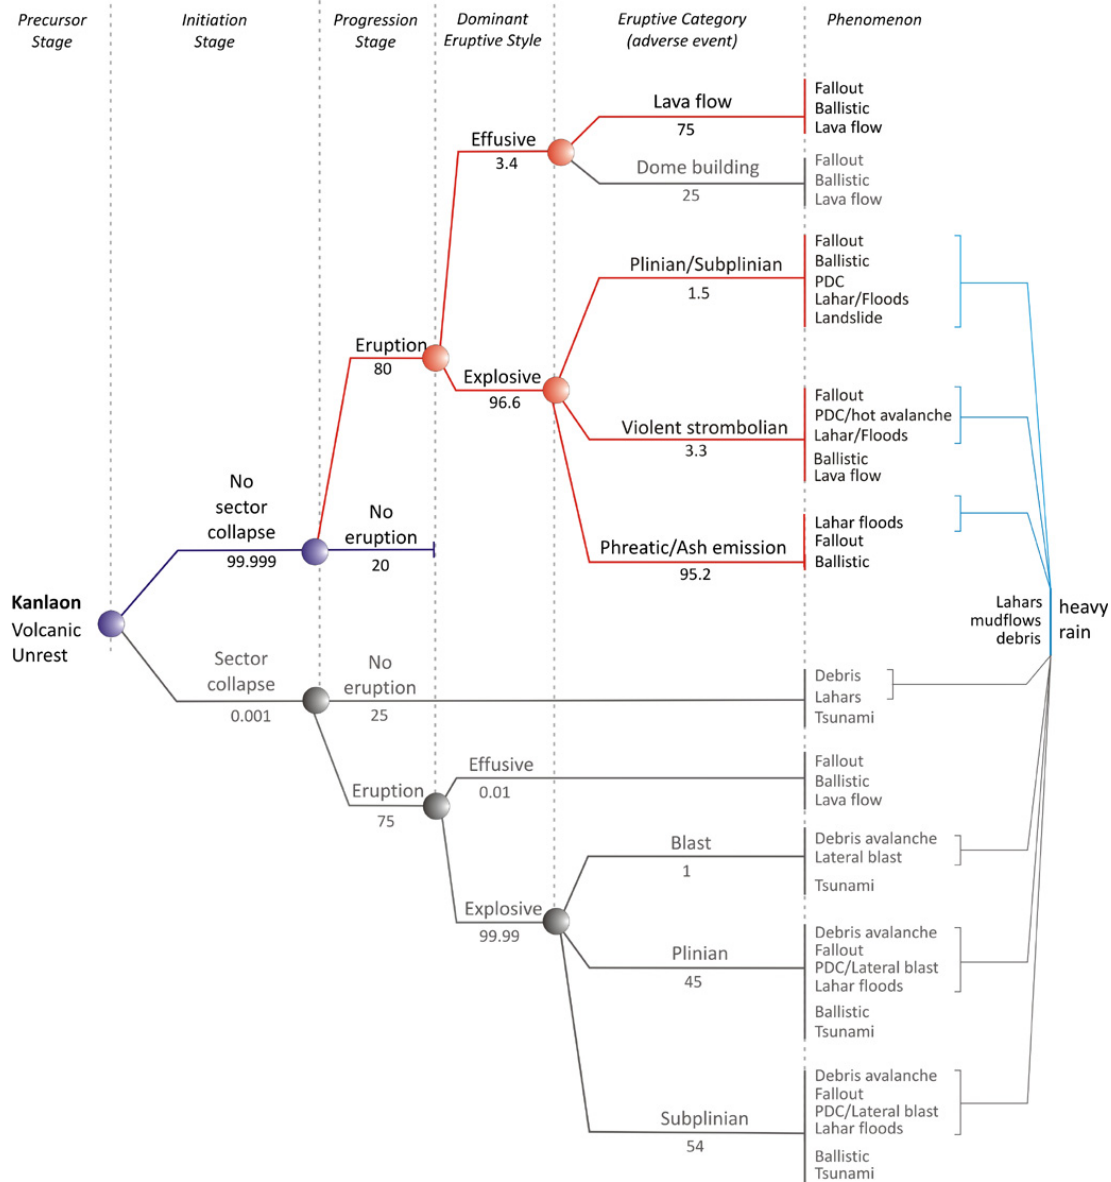 Precursor
Stage
Initiation
Stage
Progression
Stage
Dominant
Eruptive Style
Eruptive Category
(adverse event)
Phenomenon
Lava flow
75
Fallout
Ballistic
Lava flow
Effusive
3.4
Dome building
25
Fallout
Ballistic
Lava flow
Plinian/Subplinian
1.5
Fallout
Ballistic
PDC
Lahar/Floods
Landslide
Eruption
80
Explosive
96.6
Violent strombolian
3.3
Fallout
PDC/hot avalanche
Lahar/Floods
Ballistic
Lava flow
No
sector
collapse
99.999
No
eruption
20
Phreatic/Ash emission
95.2
Lahar floods
Fallout
Ballistic
Kanlaon
Volcanic
Unrest
Lahars
mudflows
debris
heavy
rain
Sector
collapse
0.001
No
eruption
25
Debris
Lahars
Tsunami
Eruption
75
Effusive
0.01
Fallout
Ballistic
Lava flow
Blast
1
Debris avalanche
Lateral blast
Tsunami
Explosive
99.99
Plinian
45
Debris avalanche
Fallout
PDC/Lateral blast
Lahar floods
Ballistic
Tsunami
Subplinian
54
Debris avalanche
Fallout
PDC/Lateral blast
Lahar floods
Ballistic
Tsunami